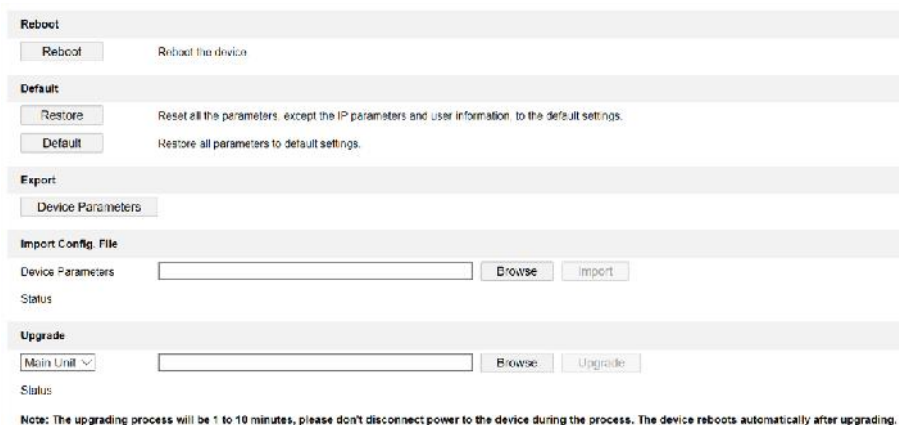 Reboot
Reboot Reboot the device
Default
Restore Reset all the parameters, except the IP parameters and user information, to the default settings.
Default Restore all parameters to default settings.
Export
Device Parameters
Import Config. File
Device Parameters Browse Import
Status
Upgrade
Main Unit Browse Upgrade
Status
Note: The upgrading process will be 1 to 10 minutes, please don't disconnect power to the device during the process. The device reboots automatically after upgrading.